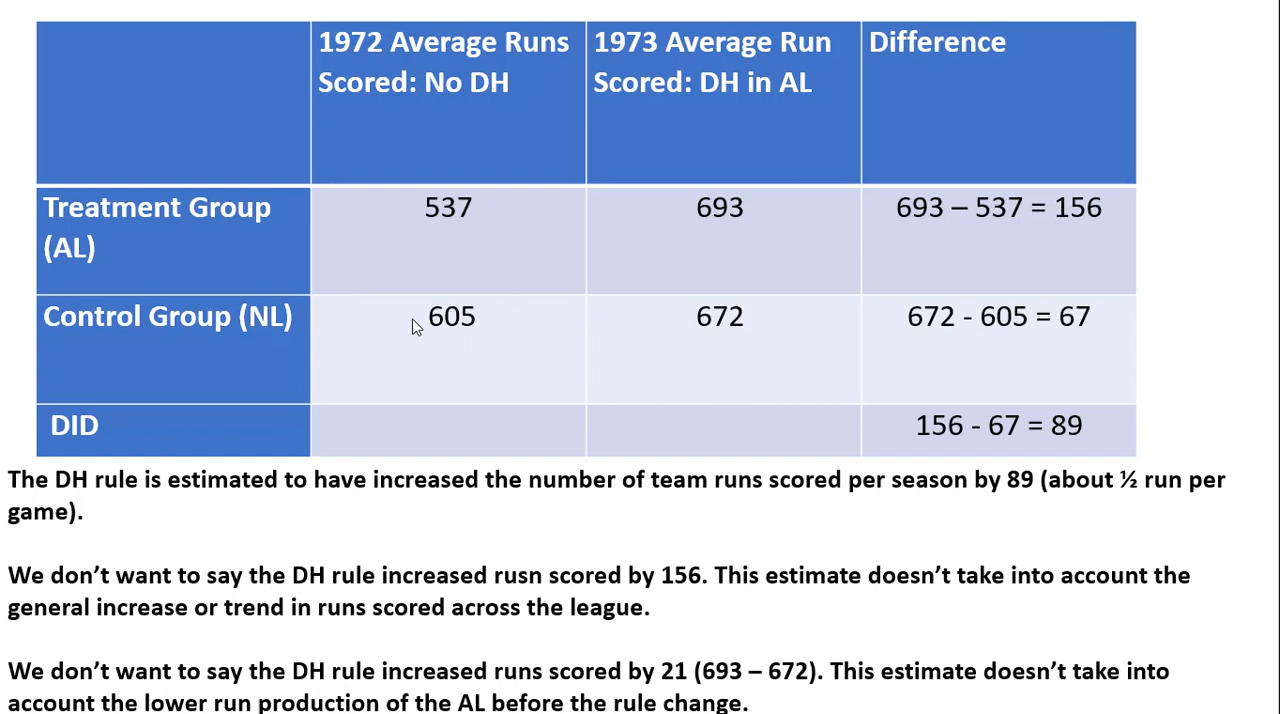 1972 Average Runs Scored: No DH
1973 Average Run Scored: DH in AL
Difference
Treatment Group (AL)
537
693
693 – 537 = 156
Control Group (NL)
605
672
672 - 605 = 67
DID
156 - 67 = 89
The DH rule is estimated to have increased the number of team runs scored per season by 89 (about ½ run per
game).
We don’t want to say the DH rule increased rusn scored by 156. This estimate doesn’t take into account the
general increase or trend in runs scored across the league.
We don’t want to say the DH rule increased runs scored by 21 (693 – 672). This estimate doesn’t take into
account the lower run production of the AL before the rule change.